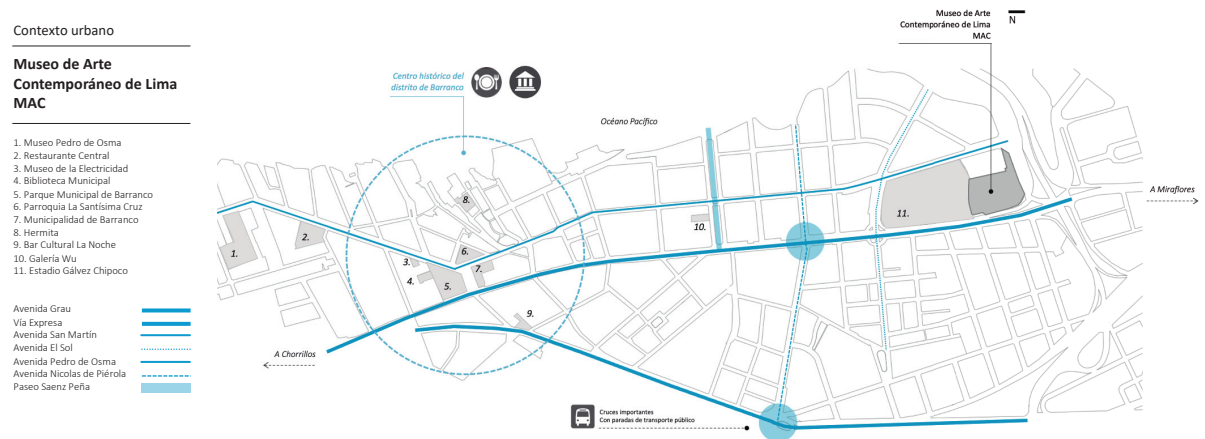 Contexto urbano
Museo de Arte
Contemporáneo de Lima
MAC
1. Museo Pedro de Osma
2. Restaurante Central
3. Museo de la Electricidad
4. Biblioteca Municipal
5. Parque Municipal de Barranco
6. Parroquia La Santísima Cruz
7. Municipalidad de Barranco
8. Hermita
9. Bar Cultural La Noche
10. Galería Wu
11. Estadio Gálvez Chipoco
Avenida Grau
Vía Expresa
Avenida San Martín
Avenida El Sol
Avenida Pedro de Osma
Avenida Nicolas de Piérola
Paseo Saenz Peña
Centro histórico del
distrito de Barranco
Océano Pacífico
Museo de Arte
Contemporáneo de Lima
MAC
N
A Miraflores
A Chorrillos
1.
2.
3.
4.
5.
6.
7.
8.
9.
10.
11.
Cruces importantes
Con paradas de transporte público